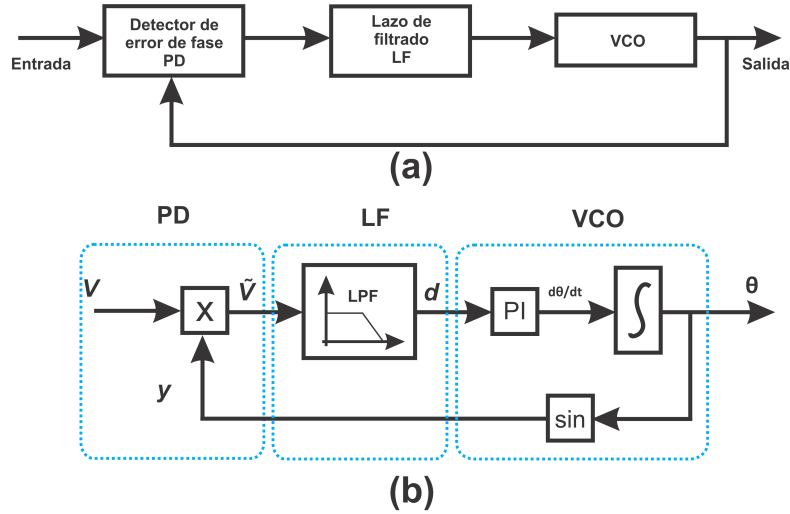 Entrada
Detector de
error de fase
PD
Lazo de
filtrado
LF
VCO
Salida
(a)
PD
LF
VCO
V
X
Ṽ
LPF
d
PI
dθ/dt
∫
θ
y
sin
(b)